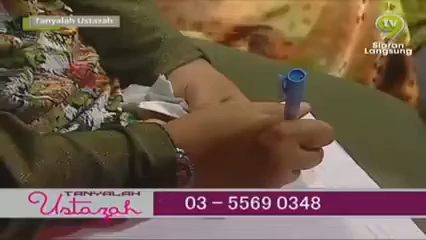 Tanyalah Ustazah
tv9
Siaran
Langsung
TANYALAH
Ustazah
03 – 5569 0348